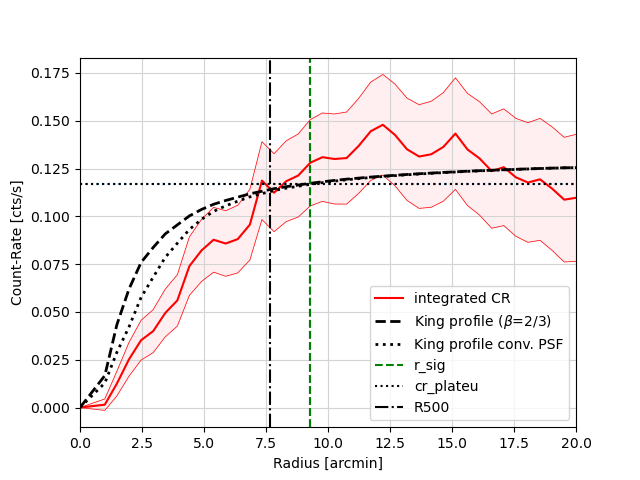 0.175
0.150
0.125
0.100
0.075
0.050
0.025
0.000
Count-Rate [cts/s]
integrated CR
King profile (β=2/3)
King profile conv. PSF
r_sig
cr_plateu
R500
0.0 2.5 5.0 7.5 10.0 12.5 15.0 17.5 20.0
Radius [arcmin]